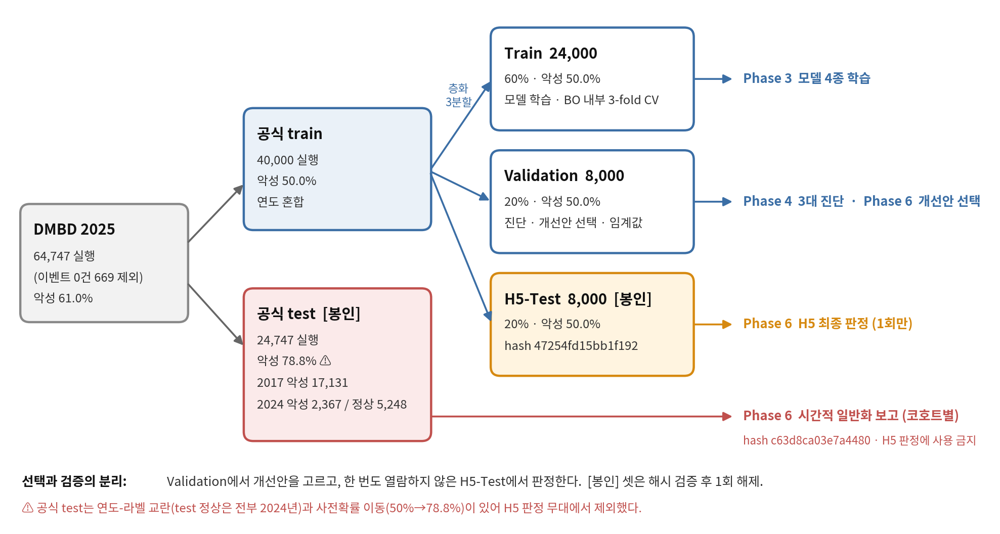 DMBD 2025
64,747 실행
(이벤트 0건 669 제외)
악성 61.0%
공식 train
40,000 실행
악성 50.0%
연도 혼합
공식 test [봉인]
24,747 실행
악성 78.8% ⚠
2017 악성 17,131
2024 악성 2,367 / 정상 5,248
층화
3분할
Train 24,000
60% · 악성 50.0%
모델 학습 · BO 내부 3-fold CV
Validation 8,000
20% · 악성 50.0%
진단 · 개선안 선택 · 임계값
H5-Test 8,000 [봉인]
20% · 악성 50.0%
hash 47254fd15bb1f192
Phase 3 모델 4종 학습
Phase 4 3대 진단 · Phase 6 개선안 선택
Phase 6 H5 최종 판정 (1회만)
Phase 6 시간적 일반화 보고 (코호트별)
hash c63d8ca03e7a4480 · H5 판정에 사용 금지
선택과 검증의 분리: Validation에서 개선안을 고르고, 한 번도 열람하지 않은 H5-Test에서 판정한다. [봉인] 셋은 해시 검증 후 1회 해제.
⚠ 공식 test는 연도-라벨 교란(test 정상은 전부 2024년)과 사전확률 이동(50%→78.8%)이 있어 H5 판정 무대에서 제외했다.